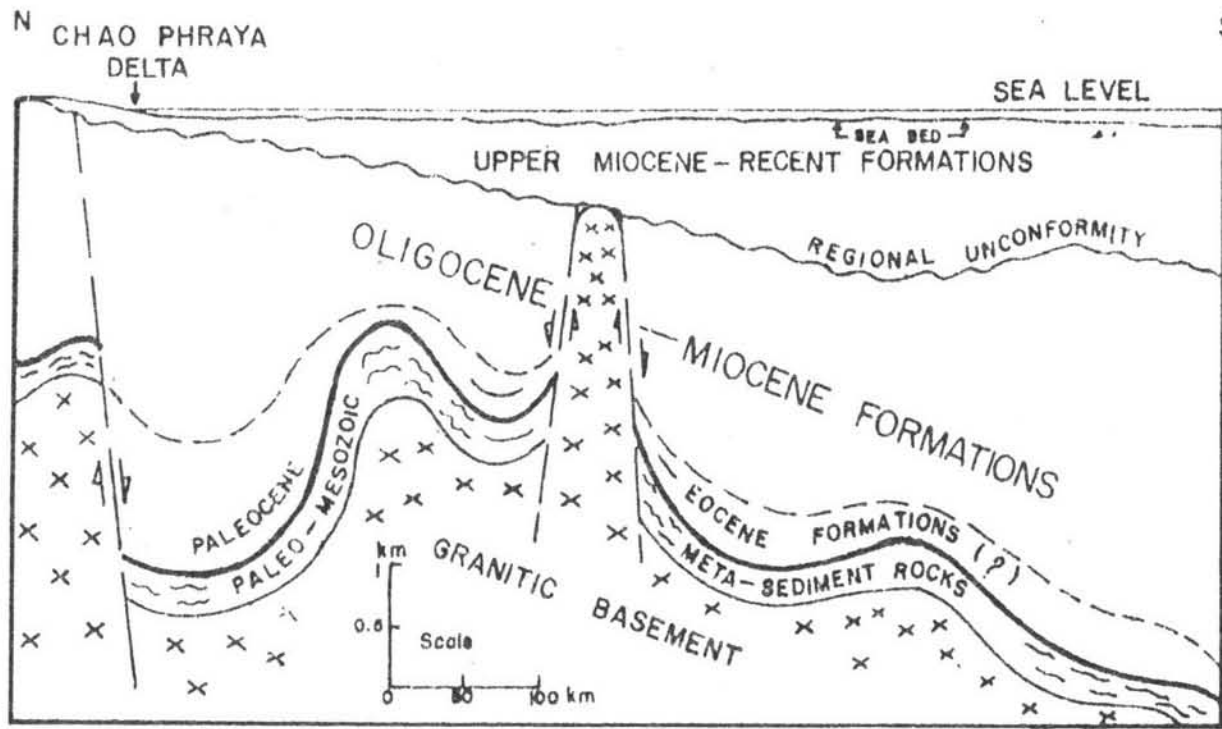 N
CHAO PHRAYA
DELTA
SEA LEVEL
SEA BED
UPPER MIOCENE - RECENT FORMATIONS
REGIONAL UNCONFORMITY
OLIGOCENE
MIOCENE FORMATIONS
PALEOCENE
EOCENE FORMATIONS (?)
PALEO - MESOZOIC
META - SEDIMENT ROCKS
GRANITIC BASEMENT
km
1
0.5
Scale
0 50 100 km